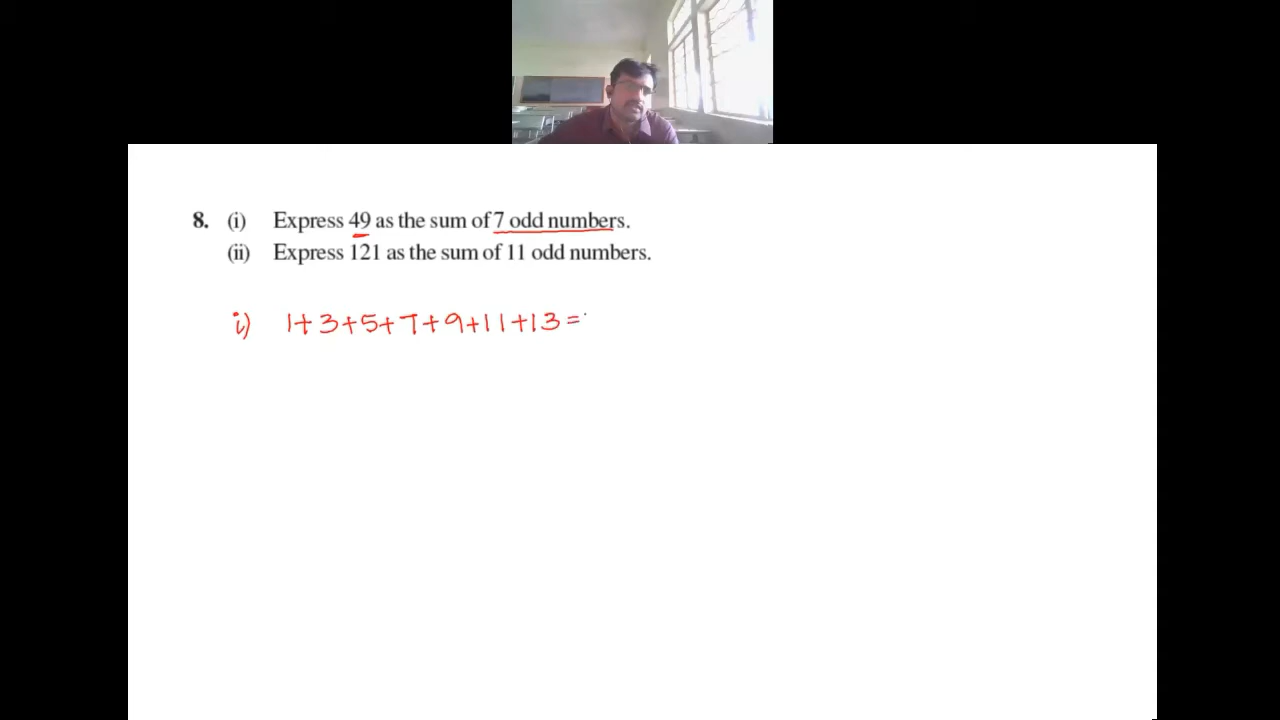 8. (i) Express 49 as the sum of 7 odd numbers.
(ii) Express 121 as the sum of 11 odd numbers.
i) 1+3+5+7+9+11+13=